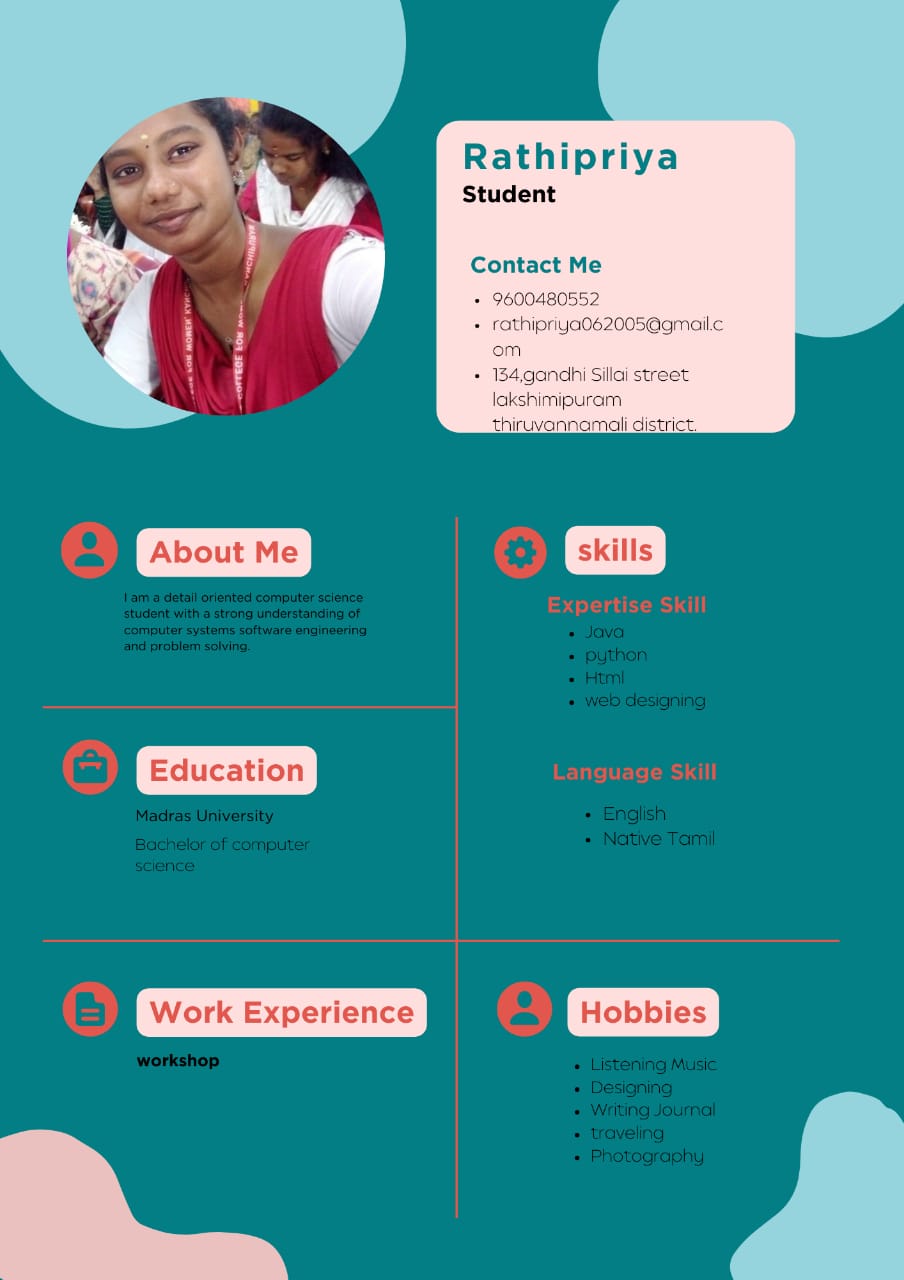 Rathipriya
Student
Contact Me
9600480552
rathipriya062005@gmail.c
om
134,gandhi Sillai street
lakshimipuram
thiruvannamali district.
About Me
I am a detail oriented computer science
student with a strong understanding of
computer systems software engineering
and problem solving.
Education
Madras University
Bachelor of computer
science
Work Experience
workshop
skills
Expertise Skill
Java
python
Html
web designing
Language Skill
English
Native Tamil
Hobbies
Listening Music
Designing
Writing Journal
traveling
Photography